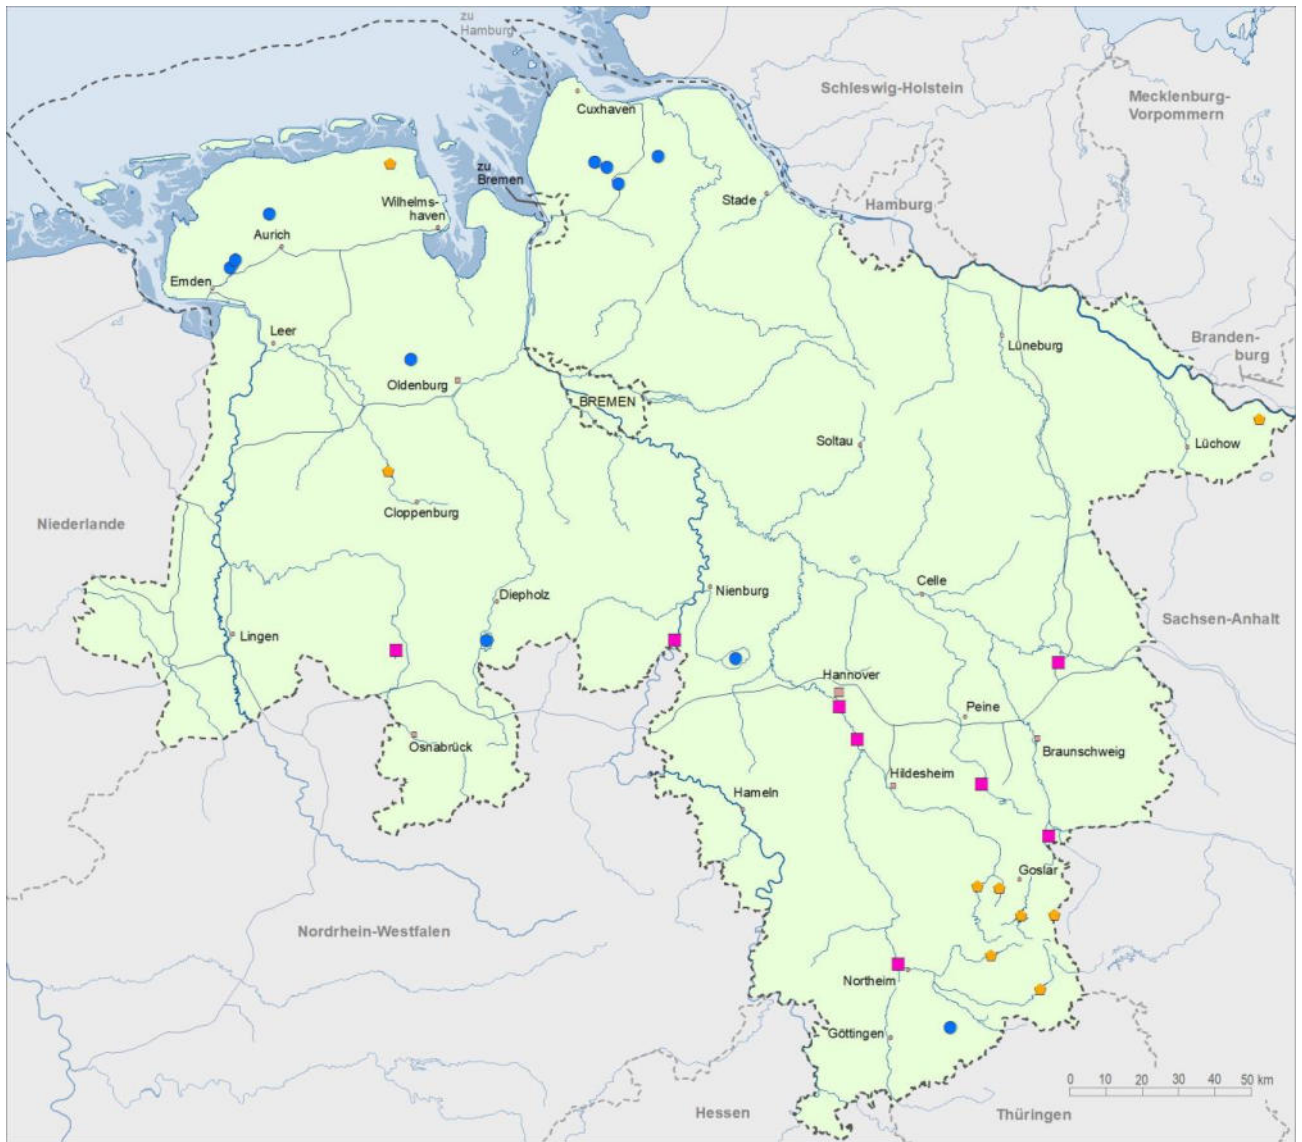 zu
Hamburg
Schleswig-Holstein
Mecklenburg-
Vorpommern
Cuxhaven
zu
Bremen
Wilhelms-
haven
Stade
Hamburg
Aurich
Emden
Leer
Lüneburg
Branden-
burg
Oldenburg
BREMEN
Soltau
Lüchow
Cloppenburg
Niederlande
Diepholz
Nienburg
Celle
Sachsen-Anhalt
Lingen
Hannover
Peine
Osnabrück
Braunschweig
Hildesheim
Hameln
Goslar
Nordrhein-Westfalen
Northeim
Göttingen
0 10 20 30 40 50 km
Hessen
Thüringen